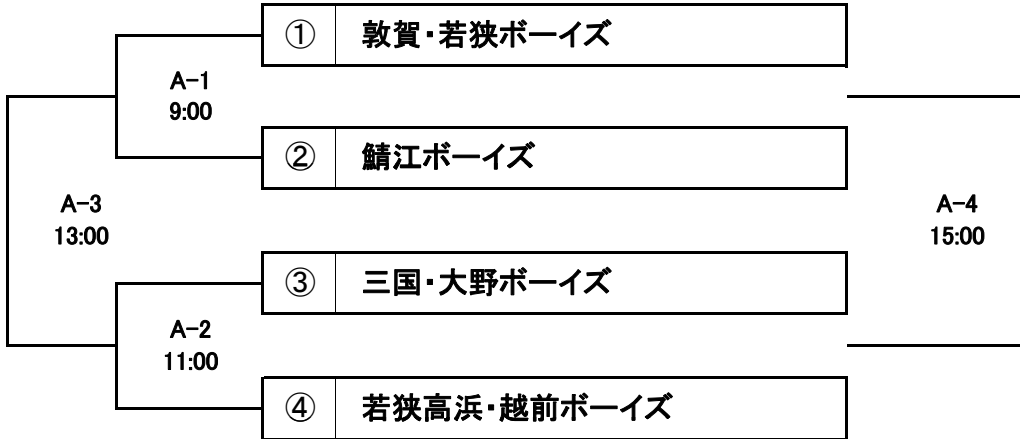 ① 敦賀・若狭ボーイズ
A-1
9:00
② 鯖江ボーイズ
A-3
13:00
A-4
15:00
③ 三国・大野ボーイズ
A-2
11:00
④ 若狭高浜・越前ボーイズ